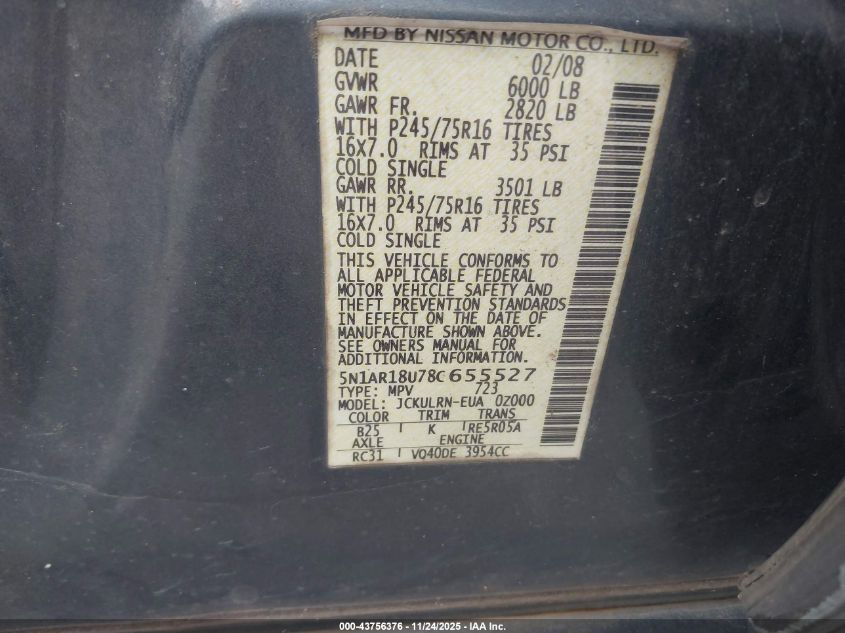 MFD BY NISSAN MOTOR CO., LTD.
DATE 02/08
GVWR 6000 LB
GAWR FR. 2820 LB
WITH P245/75R16 TIRES
16X7.0 RIMS AT 35 PSI
COLD SINGLE
GAWR RR. 3501 LB
WITH P245/75R16 TIRES
16X7.0 RIMS AT 35 PSI
COLD SINGLE
THIS VEHICLE CONFORMS TO
ALL APPLICABLE FEDERAL
MOTOR VEHICLE SAFETY AND
THEFT PREVENTION STANDARDS
IN EFFECT ON THE DATE OF
MANUFACTURE SHOWN ABOVE.
SEE OWNERS MANUAL FOR
ADDITIONAL INFORMATION.
5N1AR18U78C655527
TYPE: MPV 723
MODEL: JCKULRN-EUA 0Z000
COLOR TRIM TRANS
B25 K RE5R05A
AXLE ENGINE
RC31 VQ40DE 3954CC
000-43756376 - 11/24/2025 - IAA Inc.